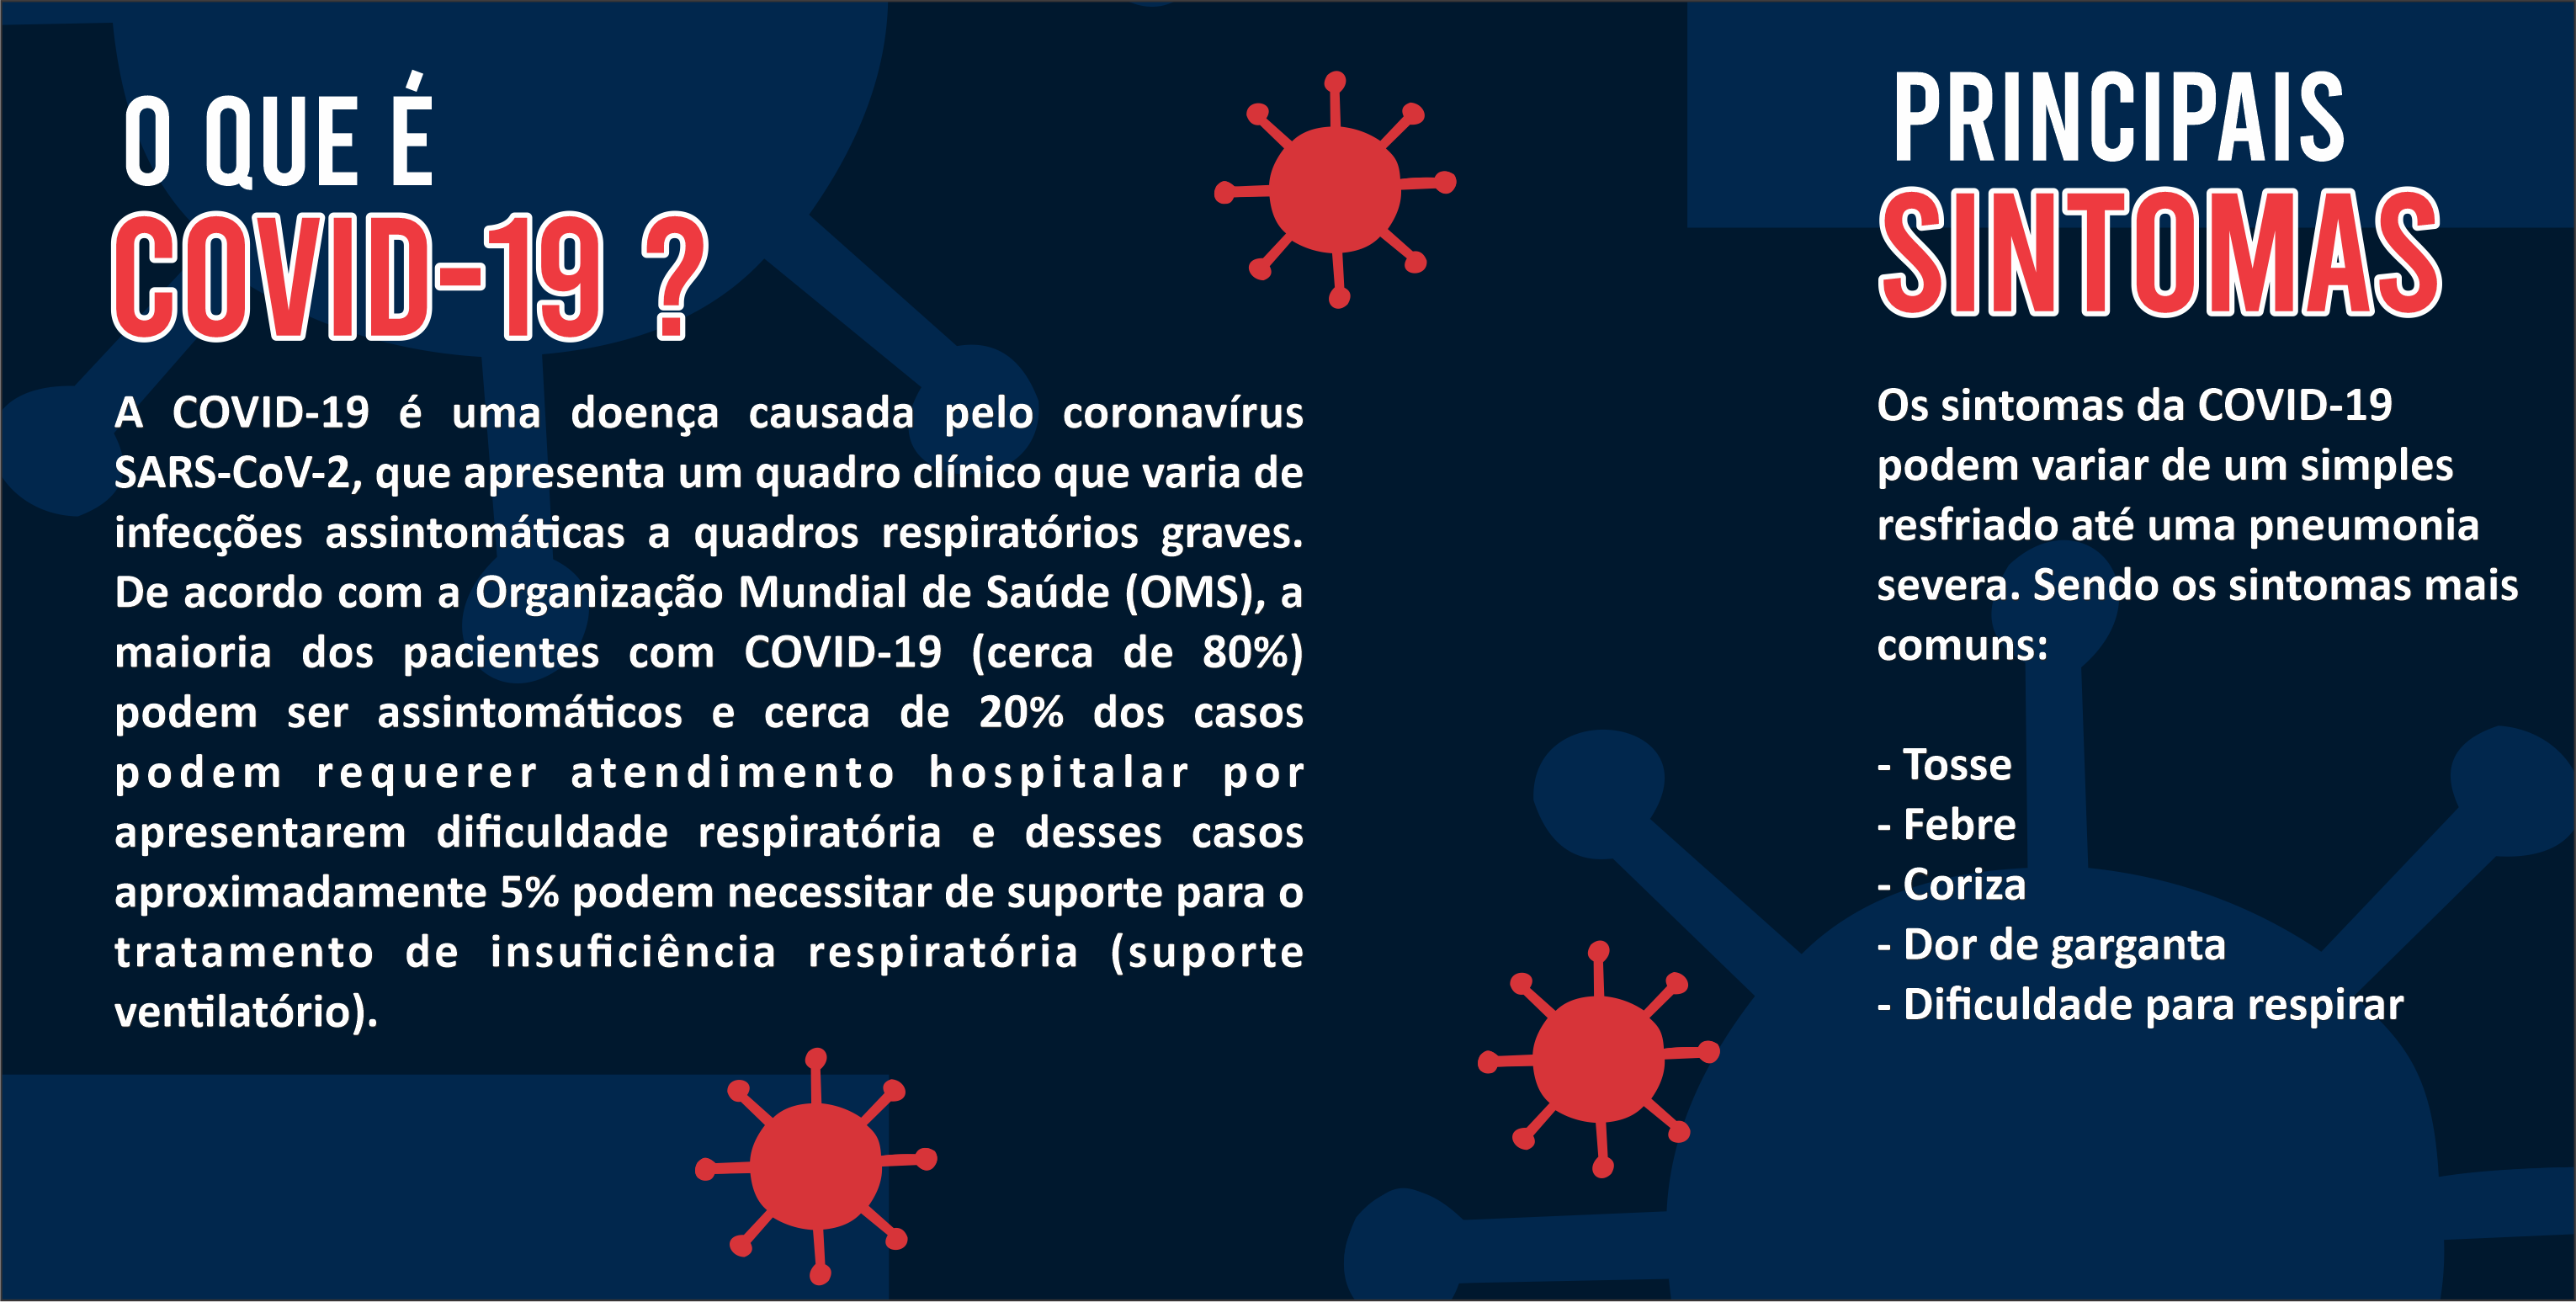 O QUE É
COVID-19 ?
A COVID-19 é uma doença causada pelo coronavírus
SARS-CoV-2, que apresenta um quadro clínico que varia de
infecções assintomáticas a quadros respiratórios graves.
De acordo com a Organização Mundial de Saúde (OMS), a
maioria dos pacientes com COVID-19 (cerca de 80%)
podem ser assintomáticos e cerca de 20% dos casos
podem requerer atendimento hospitalar por
apresentarem dificuldade respiratória e desses casos
aproximadamente 5% podem necessitar de suporte para o
tratamento de insuficiência respiratória (suporte
ventilatório).
PRINCIPAIS
SINTOMAS
Os sintomas da COVID-19
podem variar de um simples
resfriado até uma pneumonia
severa. Sendo os sintomas mais
comuns:
- Tosse
- Febre
- Coriza
- Dor de garganta
- Dificuldade para respirar